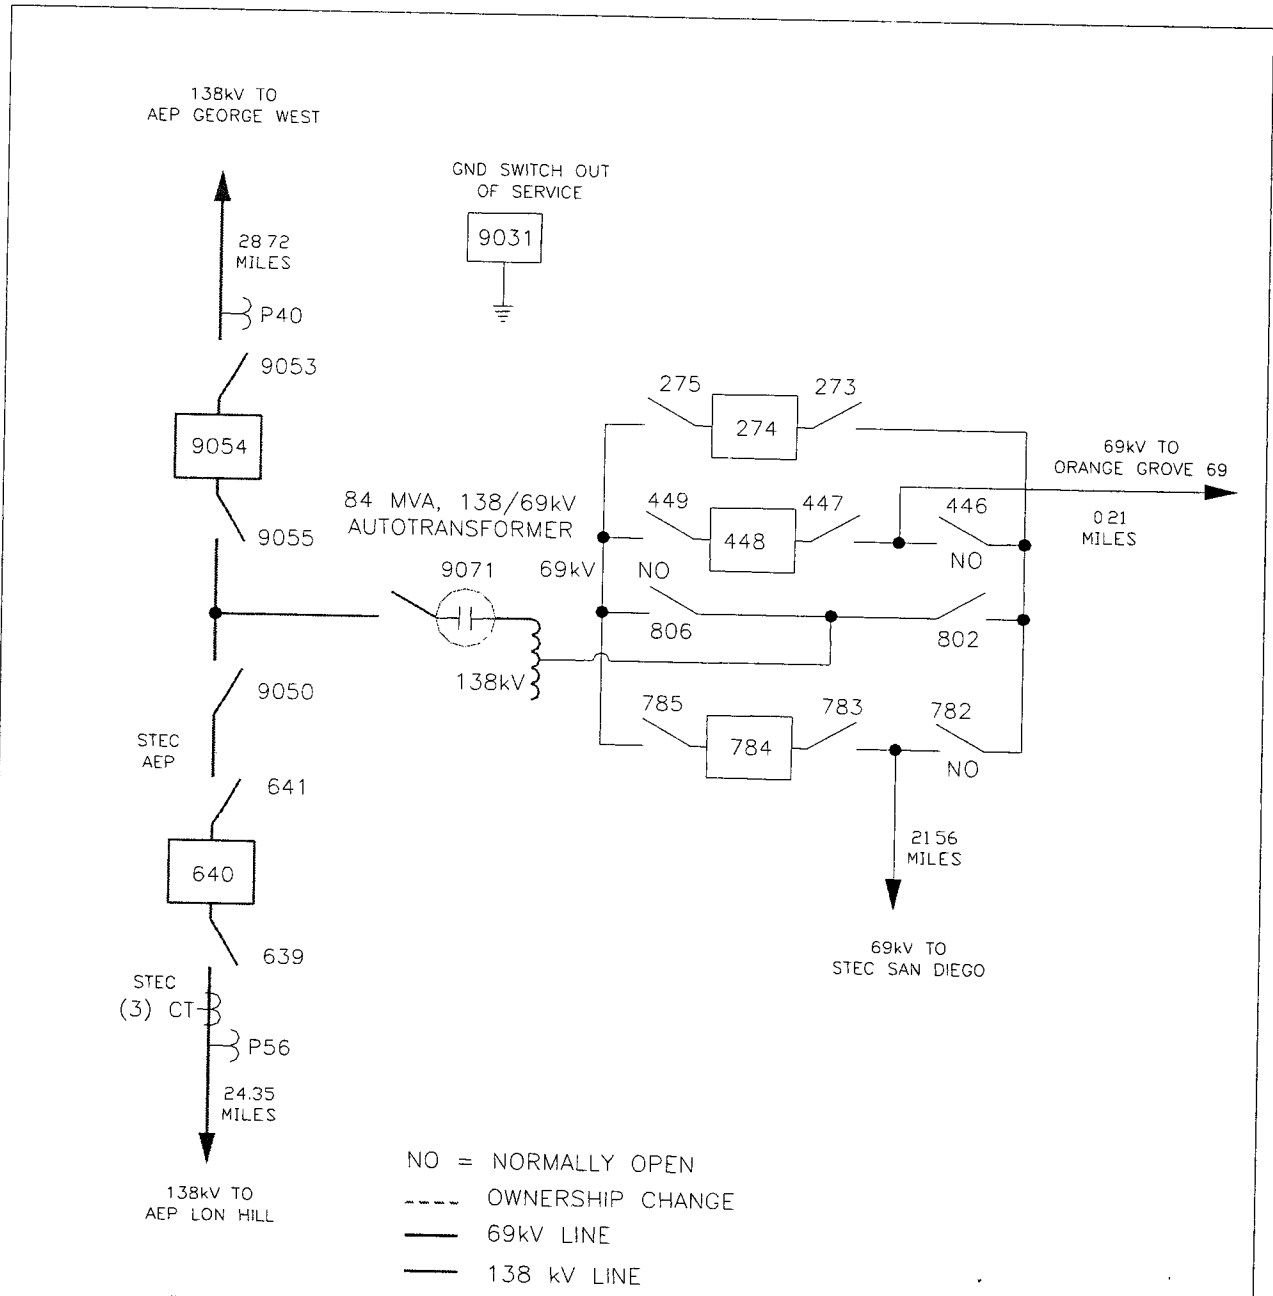 138kV TO
AEP GEORGE WEST
GND SWITCH OUT
OF SERVICE
9031
28 72
MILES
P40
9053
9054
9055
275
274
273
69kV TO
ORANGE GROVE 69
0 21
MILES
84 MVA, 138/69kV
AUTOTRANSFORMER
449
448
447
446
NO
9071
69kV
NO
806
802
138kV
9050
STEC
AEP
641
785
784
783
782
NO
640
21 56
MILES
639
69kV TO
STEC SAN DIEGO
STEC
(3) CT
P56
24.35
MILES
138kV TO
AEP LON HILL
NO = NORMALLY OPEN
OWNERSHIP CHANGE
69kV LINE
138 kV LINE